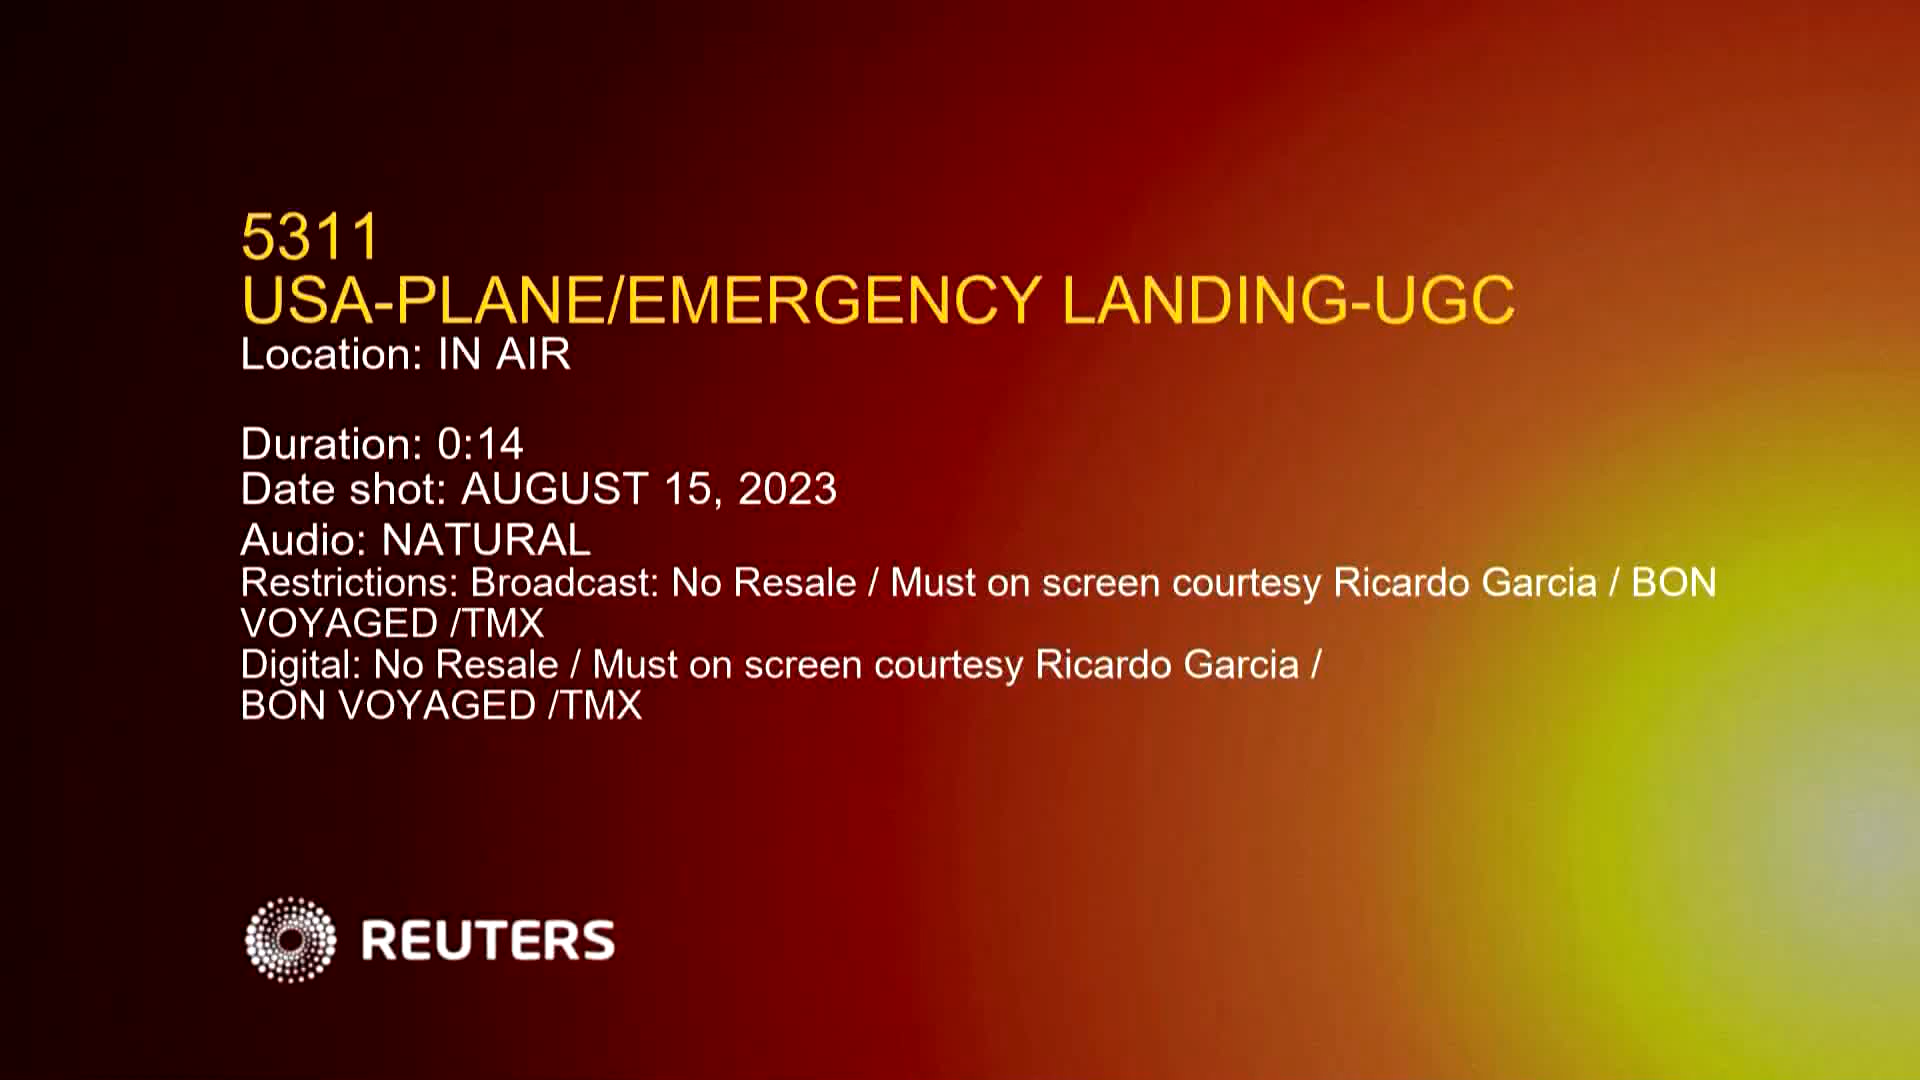 5311
USA-PLANE/EMERGENCY LANDING-UGC
Location: IN AIR
Duration: 0:14
Date shot: AUGUST 15, 2023
Audio: NATURAL
Restrictions: Broadcast: No Resale / Must on screen courtesy Ricardo Garcia / BON
VOYAGED /TMX
Digital: No Resale / Must on screen courtesy Ricardo Garcia /
BON VOYAGED /TMX
REUTERS